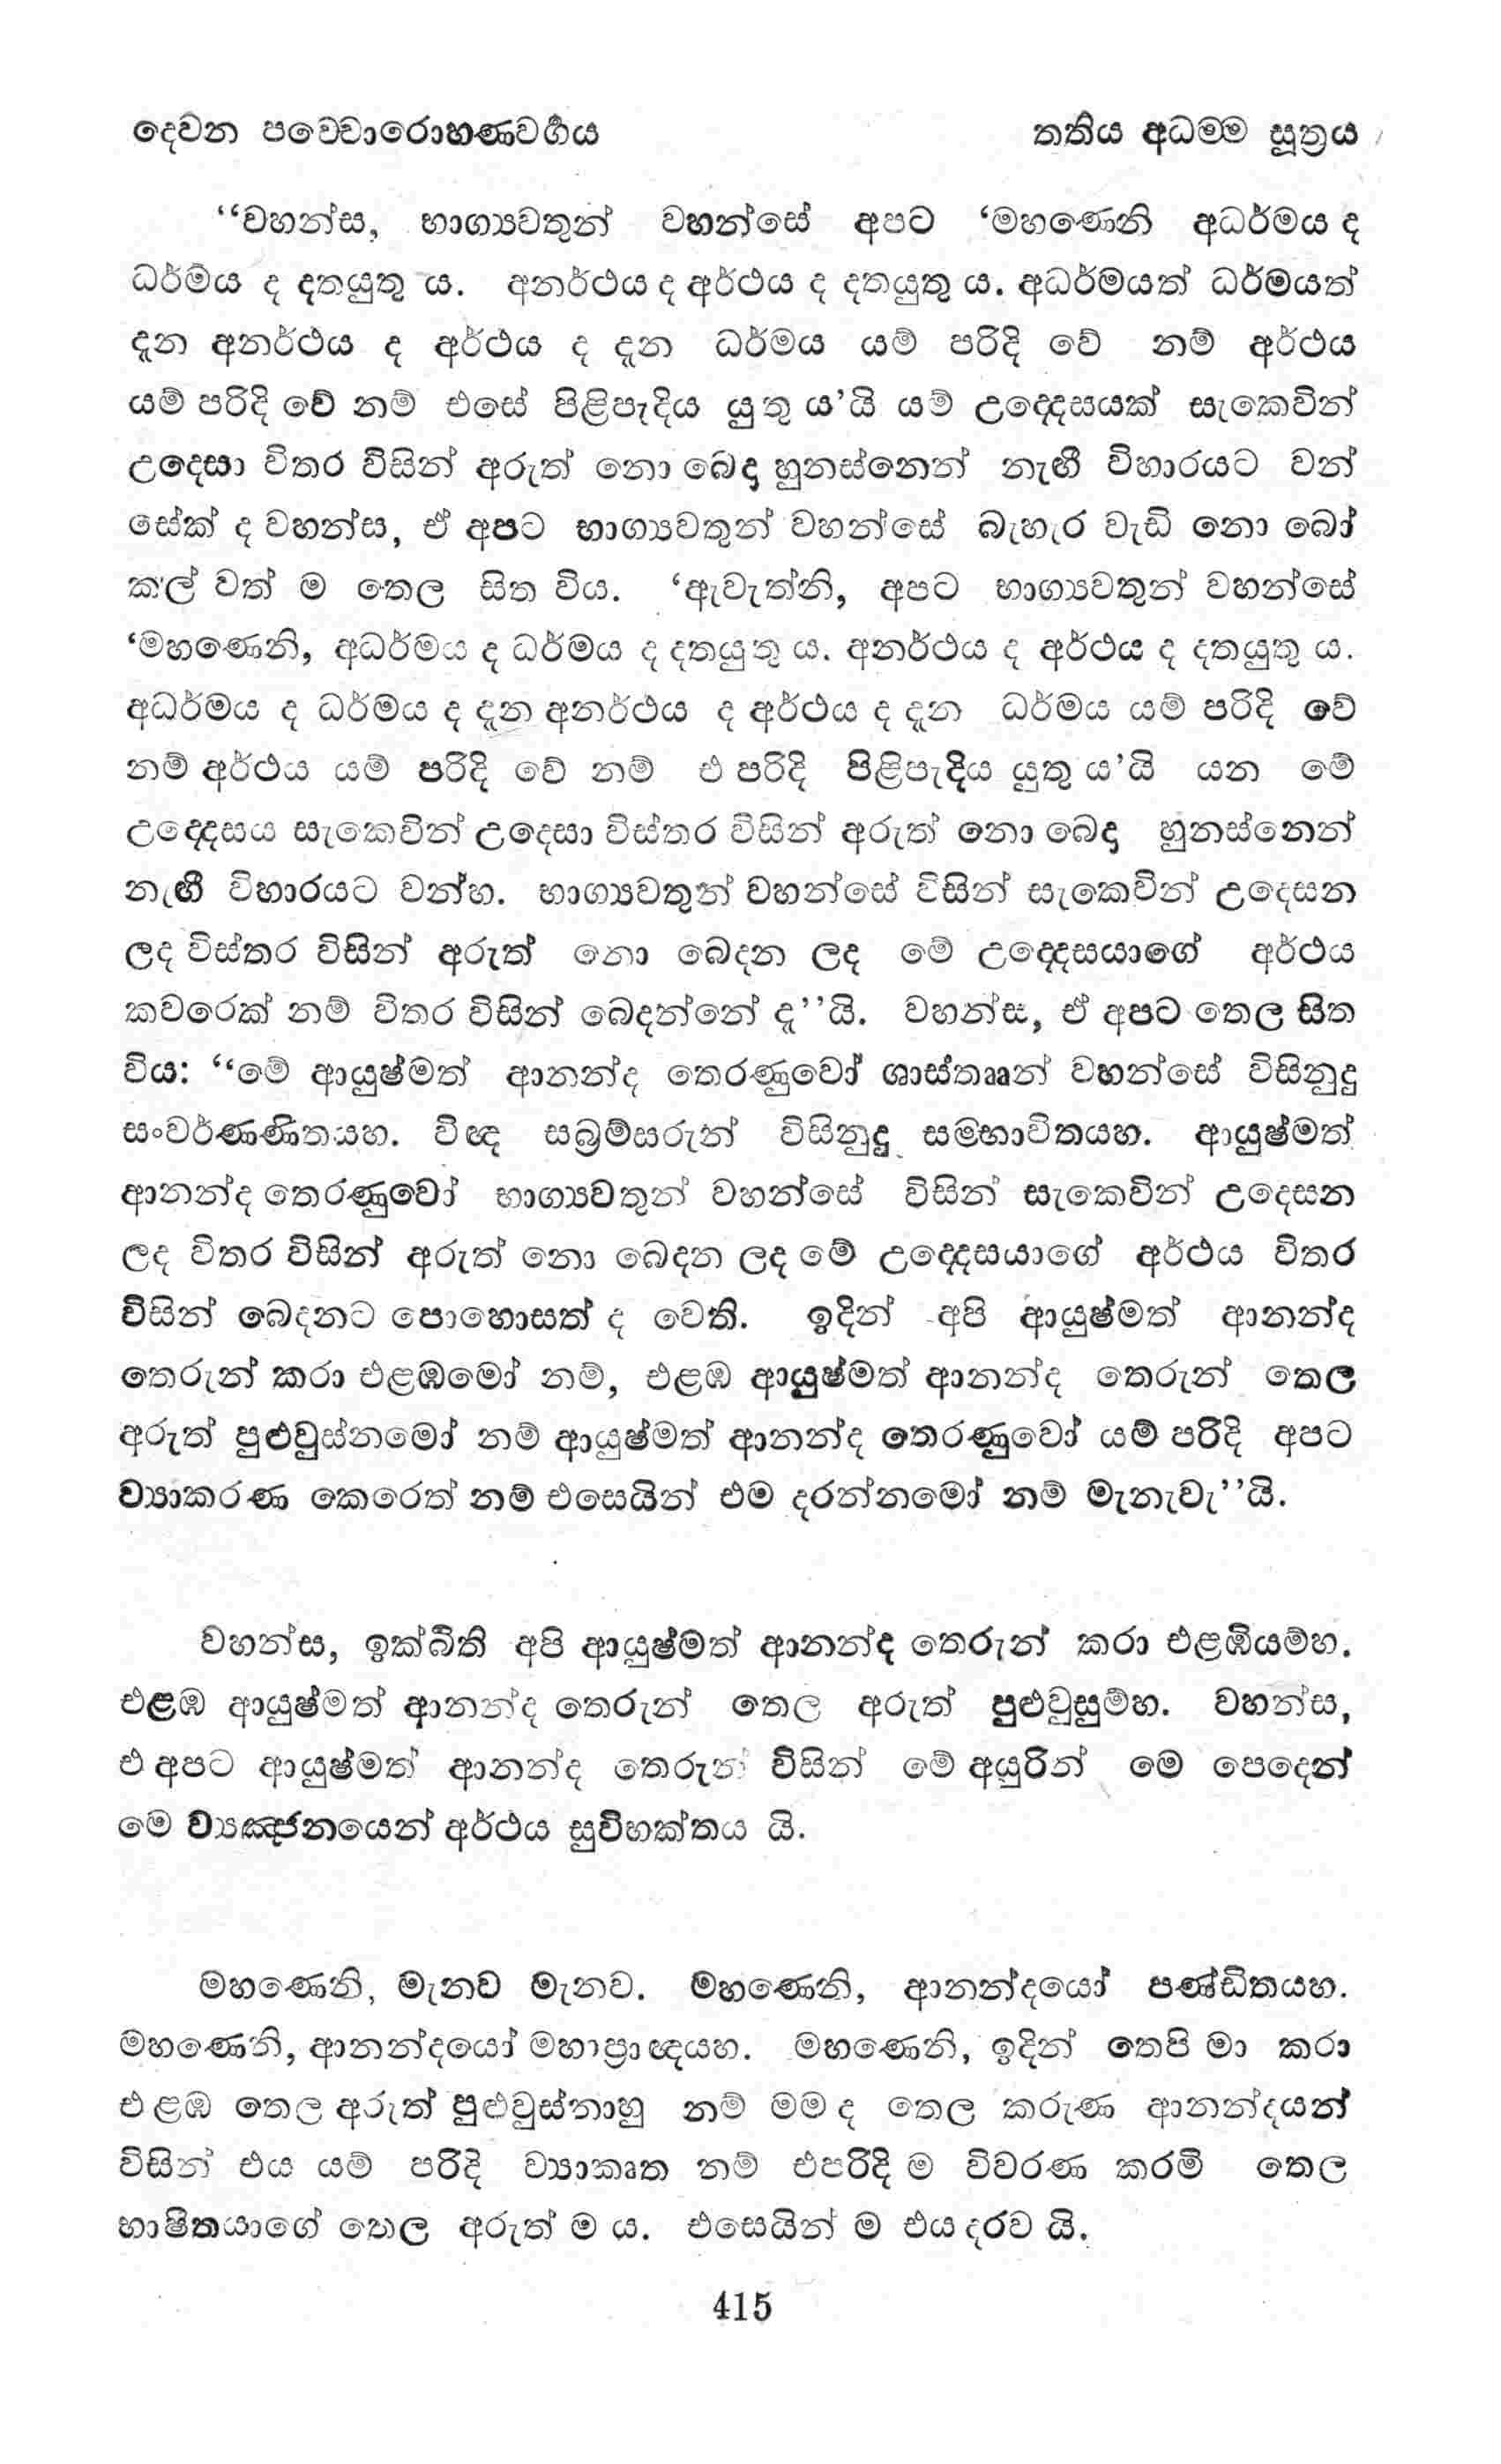 දෙවන පච්චොරොහණවර්ගය තතිය අධම්ම සූත්‍රය
“වහන්ස, භාග්‍යවතුන් වහන්සේ අපට ‘මහණෙනි අධර්මය ද
ධර්මය ද දතයුතු ය. අනර්ථය ද අර්ථය ද දතයුතු ය. අධර්මයත් ධර්මයත්
දැන අනර්ථය ද අර්ථය ද දැන ධර්මය යම් පරිදි වේ නම් අර්ථය
යම් පරිදි වේ නම් එසේ පිළිපැදිය යුතු ය’යි යම් උද්දෙසයක් සැකෙවින්
උදෙසා විතර විසින් අරුත් නො බෙදා හුනස්නෙන් නැඟී විහාරයට වන්
සේක් ද වහන්ස, ඒ අපට භාග්‍යවතුන් වහන්සේ බැහැර වැඩි නො බෝ
කල් වත් ම තෙල සිත විය. ‘ඇවැත්නි, අපට භාග්‍යවතුන් වහන්සේ
‘මහණෙනි, අධර්මය ද ධර්මය ද දතයුතු ය. අනර්ථය ද අර්ථය ද දතයුතු ය.
අධර්මය ද ධර්මය ද දැන අනර්ථය ද අර්ථය ද දැන ධර්මය යම් පරිදි වේ
නම් අර්ථය යම් පරිදි වේ නම් එ පරිදි පිළිපැදිය යුතු ය’යි යන මේ
උද්දෙසය සැකෙවින් උදෙසා විස්තර විසින් අරුත් නො බෙදා හුනස්නෙන්
නැඟී විහාරයට වන්හ. භාග්‍යවතුන් වහන්සේ විසින් සැකෙවින් උදෙසන
ලද විස්තර විසින් අරුත් නො බෙදන ලද මේ උද්දෙසයාගේ අර්ථය
කවරෙක් නම් විතර විසින් බෙදන්නේ දැ”යි. වහන්ස, ඒ අපට තෙල සිත
විය: “මේ ආයුෂ්මත් ආනන්ද තෙරණුවෝ ශාස්තෲන් වහන්සේ විසිනුදු
සංවර්ණණිතයහ. විඥ සබ්‍රම්සරුන් විසිනුදු සම්භාවිතයහ. ආයුෂ්මත්
ආනන්ද තෙරණුවෝ භාග්‍යවතුන් වහන්සේ විසින් සැකෙවින් උදෙසන
ලද විතර විසින් අරුත් නො බෙදන ලද මේ උද්දෙසයාගේ අර්ථය විතර
විසින් බෙදනට පොහොසත් ද වෙති. ඉදින් අපි ආයුෂ්මත් ආනන්ද
තෙරුන් කරා එළඹමෝ නම්, එළඹ ආයුෂ්මත් ආනන්ද තෙරුන් තෙල
අරුත් පුළුවුස්නමෝ නම් ආයුෂ්මත් ආනන්ද තෙරණුවෝ යම් පරිදි අපට
ව්‍යාකරණ කෙරෙත් නම් එසෙයින් එම දරන්නමෝ නම් මැනැවැ”යි.
වහන්ස, ඉක්බිති අපි ආයුෂ්මත් ආනන්ද තෙරුන් කරා එළඹියම්හ.
එළඹ ආයුෂ්මත් ආනන්ද තෙරුන් තෙල අරුත් පුළුවුසුම්හ. වහන්ස,
එ අපට ආයුෂ්මත් ආනන්ද තෙරුන් විසින් මේ අයුරින් මෙ පෙදෙන්
මෙ ව්‍යඤ්ජනයෙන් අර්ථය සුවිභක්තය යි.
මහණෙනි, මැනව මැනව. මහණෙනි, ආනන්දයෝ පණ්ඩිතයහ.
මහණෙනි, ආනන්දයෝ මහාප්‍රාඥයහ. මහණෙනි, ඉදින් තෙපි මා කරා
එළඹ තෙල අරුත් පුළුවුස්නාහු නම් මම ද තෙල කරුණ ආනන්දයන්
විසින් එය යම් පරිදි ව්‍යාකෘත නම් එපරිදි ම විවරණ කරමි තෙල
භාෂිතයාගේ තෙල අරුත් ම ය. එසෙයින් ම එය දරව යි.
415